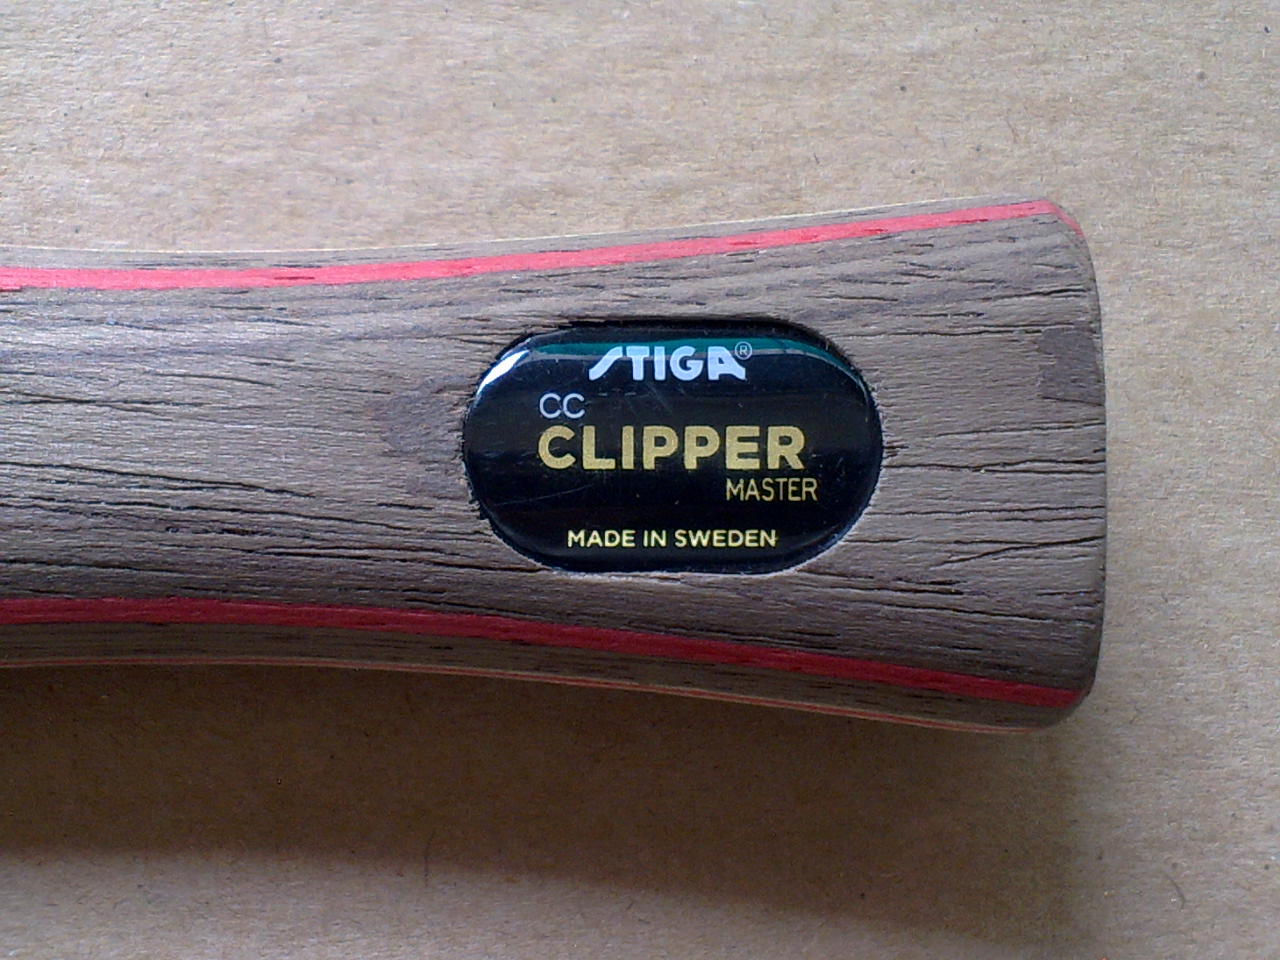 STIGA®
CC
CLIPPER
MASTER
MADE IN SWEDEN